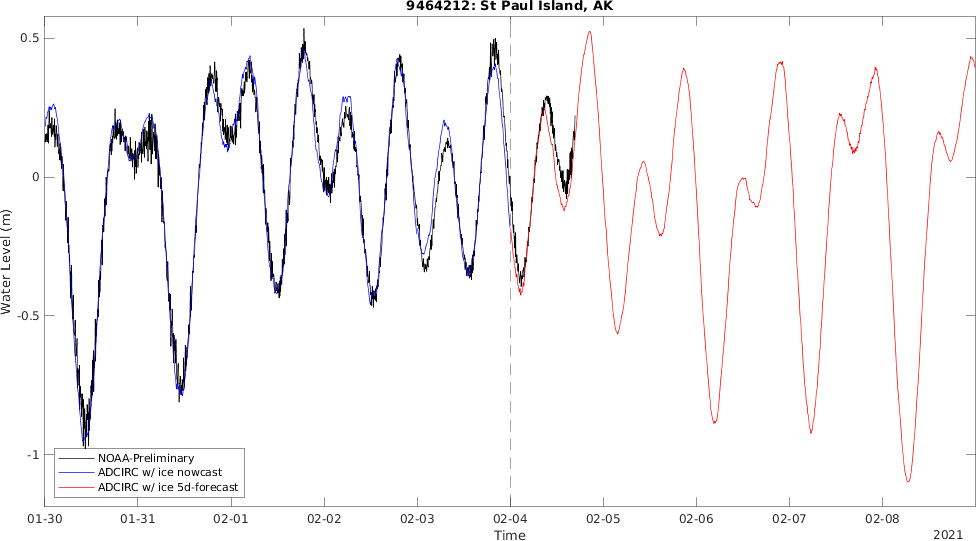 9464212: St Paul Island, AK
Water Level (m)
0.5
0
-0.5
-1
NOAA-Preliminary
ADCIRC w/ ice nowcast
ADCIRC w/ ice 5d-forecast
01-30 01-31 02-01 02-02 02-03 02-04 02-05 02-06 02-07 02-08
Time
2021